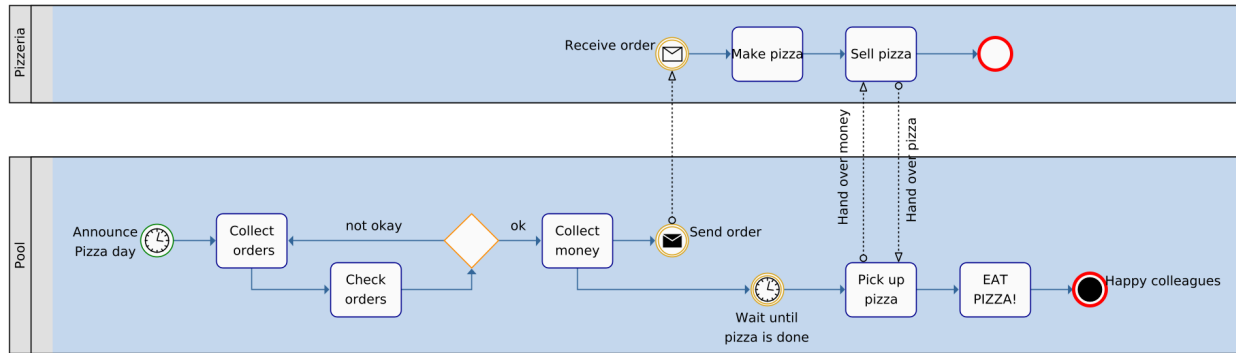 Pizzeria
Receive order
Make pizza
Sell pizza
Hand over money
Hand over pizza
Pool
Announce
Pizza day
Collect
orders
not okay
Check
orders
ok
Collect
money
Send order
Wait until
pizza is done
Pick up
pizza
EAT
PIZZA!
Happy colleagues